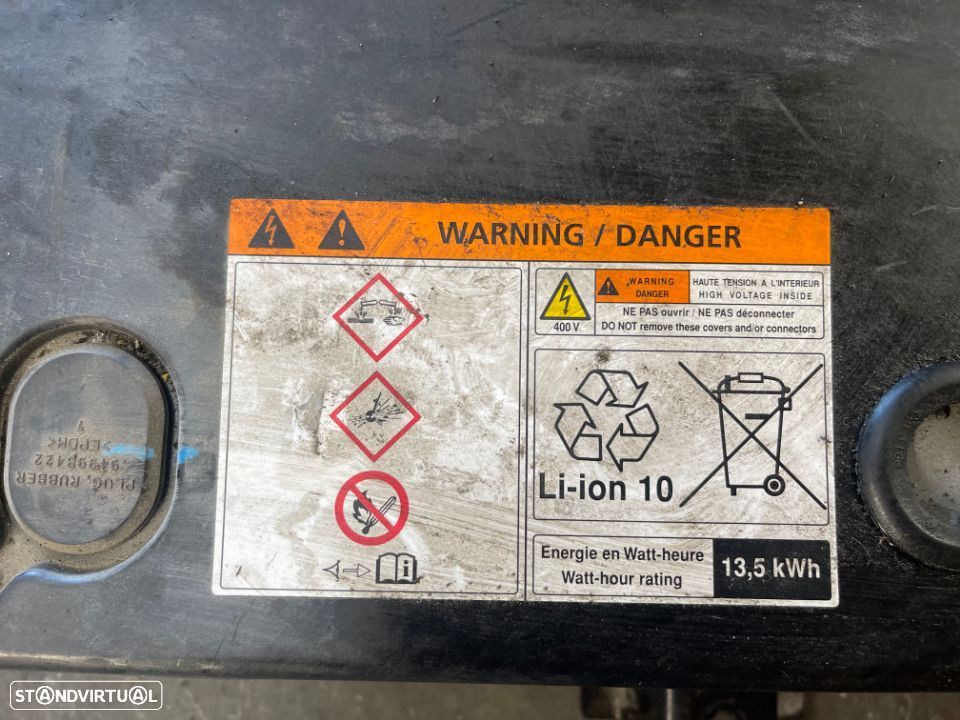 WARNING / DANGER
WARNING
DANGER
HAUTE TENSION A L'INTERIEUR
HIGH VOLTAGE INSIDE
400 V
NE PAS ouvrir / NE PAS déconnecter
DO NOT remove these covers and/or connectors
Li-ion 10
Energie en Watt-heure
Watt-hour rating
13,5 kWh
PLUG, RUBBER
9499B422
>EPDM<
STANDVIRTUAL